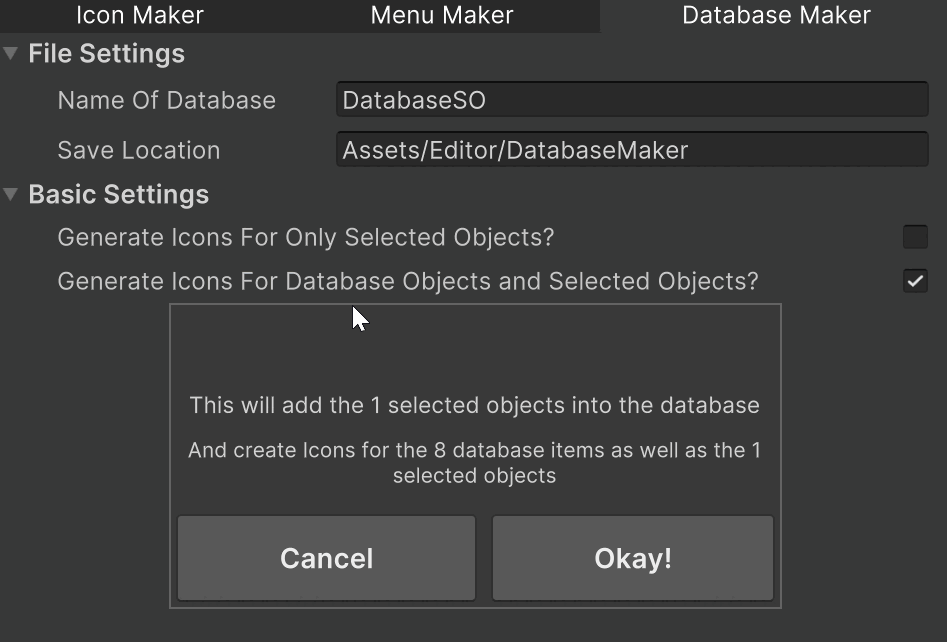 Icon Maker Menu Maker Database Maker
File Settings
Name Of Database DatabaseSO
Save Location Assets/Editor/DatabaseMaker
Basic Settings
Generate Icons For Only Selected Objects?
Generate Icons For Database Objects and Selected Objects?
This will add the 1 selected objects into the database
And create Icons for the 8 database items as well as the 1
selected objects
Cancel Okay!